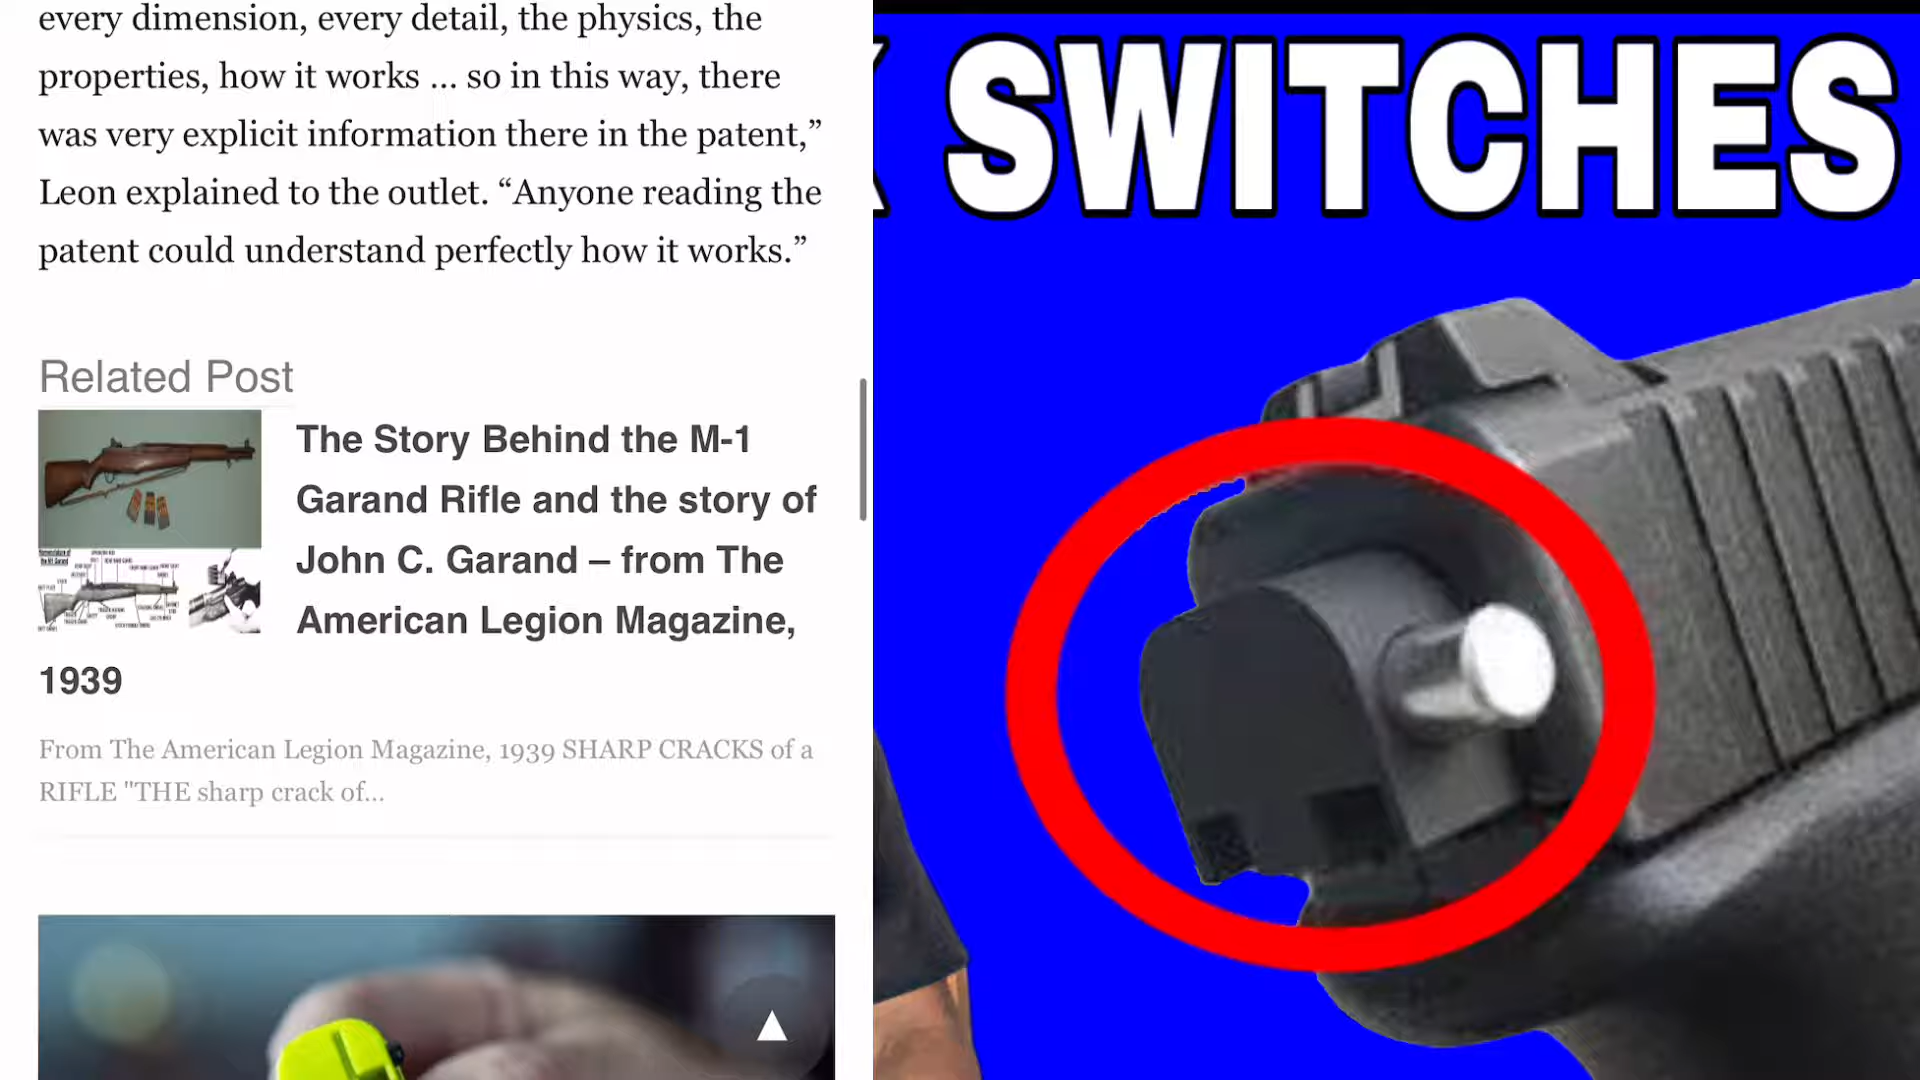 every dimension, every detail, the physics, the
properties, how it works ... so in this way, there
was very explicit information there in the patent,”
Leon explained to the outlet. “Anyone reading the
patent could understand perfectly how it works.”
Related Post
The Story Behind the M-1
Garand Rifle and the story of
John C. Garand – from The
American Legion Magazine,
1939
From The American Legion Magazine, 1939 SHARP CRACKS of a
RIFLE "THE sharp crack of...
SWITCHES